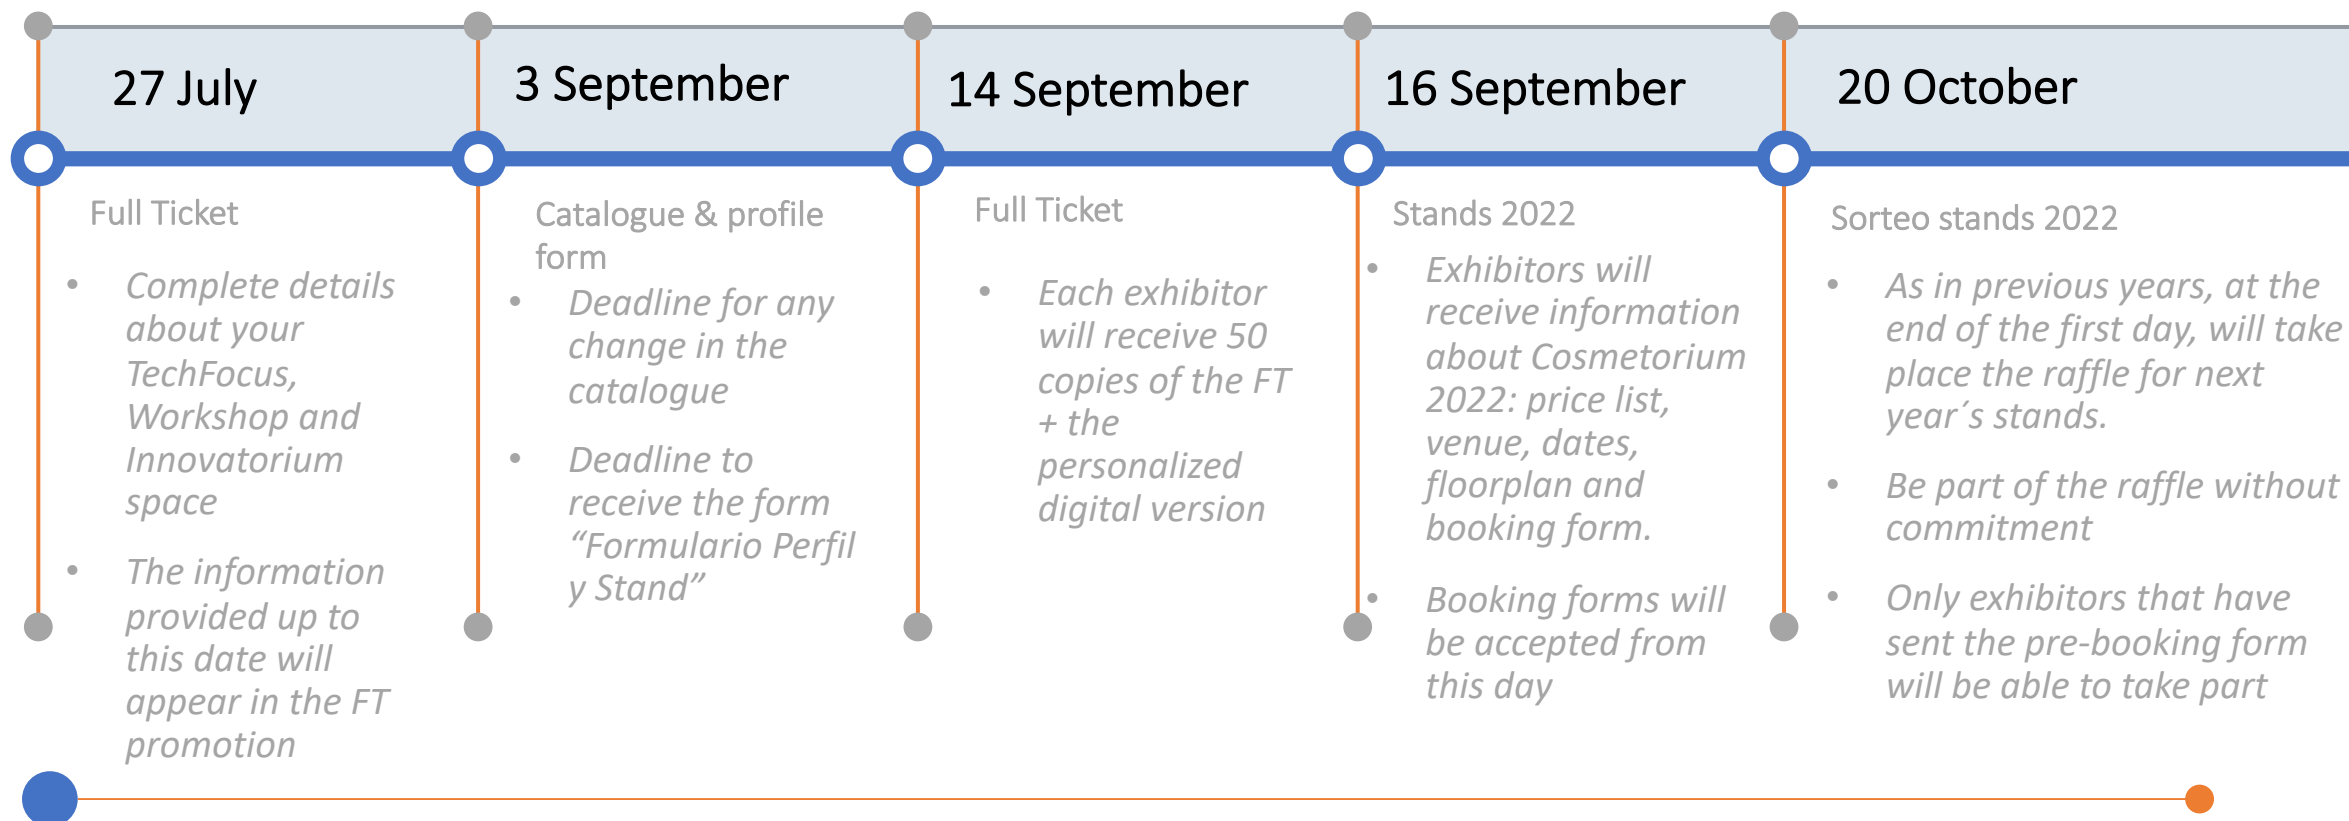 27 July
Full Ticket
• Complete details
about your
TechFocus,
Workshop and
Innovatorium
space
• The information
provided up to
this date will
appear in the FT
promotion
3 September
Catalogue & profile
form
• Deadline for any
change in the
catalogue
• Deadline to
receive the form
“Formulario Perfil
y Stand”
14 September
Full Ticket
• Each exhibitor
will receive 50
copies of the FT
+ the
personalized
digital version
16 September
Stands 2022
• Exhibitors will
receive information
about Cosmetorium
2022: price list,
venue, dates,
floorplan and
booking form.
• Booking forms will
be accepted from
this day
20 October
Sorteo stands 2022
• As in previous years, at the
end of the first day, will take
place the raffle for next
year´s stands.
• Be part of the raffle without
commitment
• Only exhibitors that have
sent the pre-booking form
will be able to take part